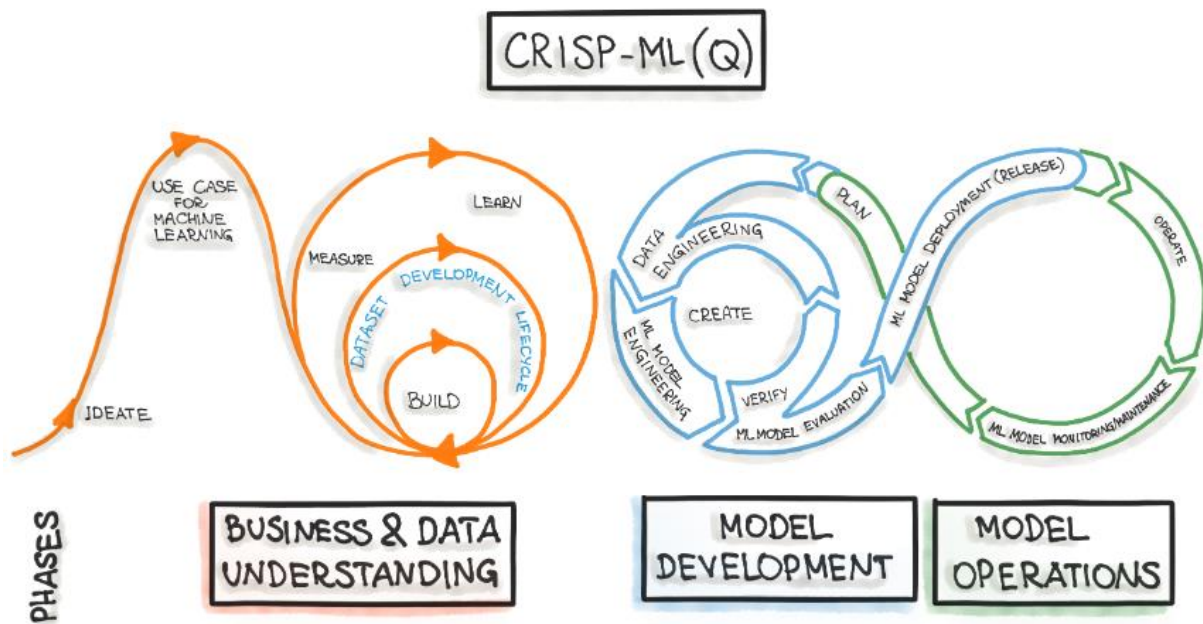 CRISP-ML(Q)
IDEATE
USE CASE
FOR
MACHINE
LEARNING
MEASURE
LEARN
DATASET DEVELOPMENT LIFECYCLE
BUILD
DATA
ENGINEERING
CREATE
ML MODEL
ENGINEERING
VERIFY
ML MODEL EVALUATION
PLAN
ML MODEL DEPLOYMENT (RELEASE)
OPERATE
ML MODEL MONITORING/MAINTENANCE
PHASES
BUSINESS & DATA
UNDERSTANDING
MODEL
DEVELOPMENT
MODEL
OPERATIONS